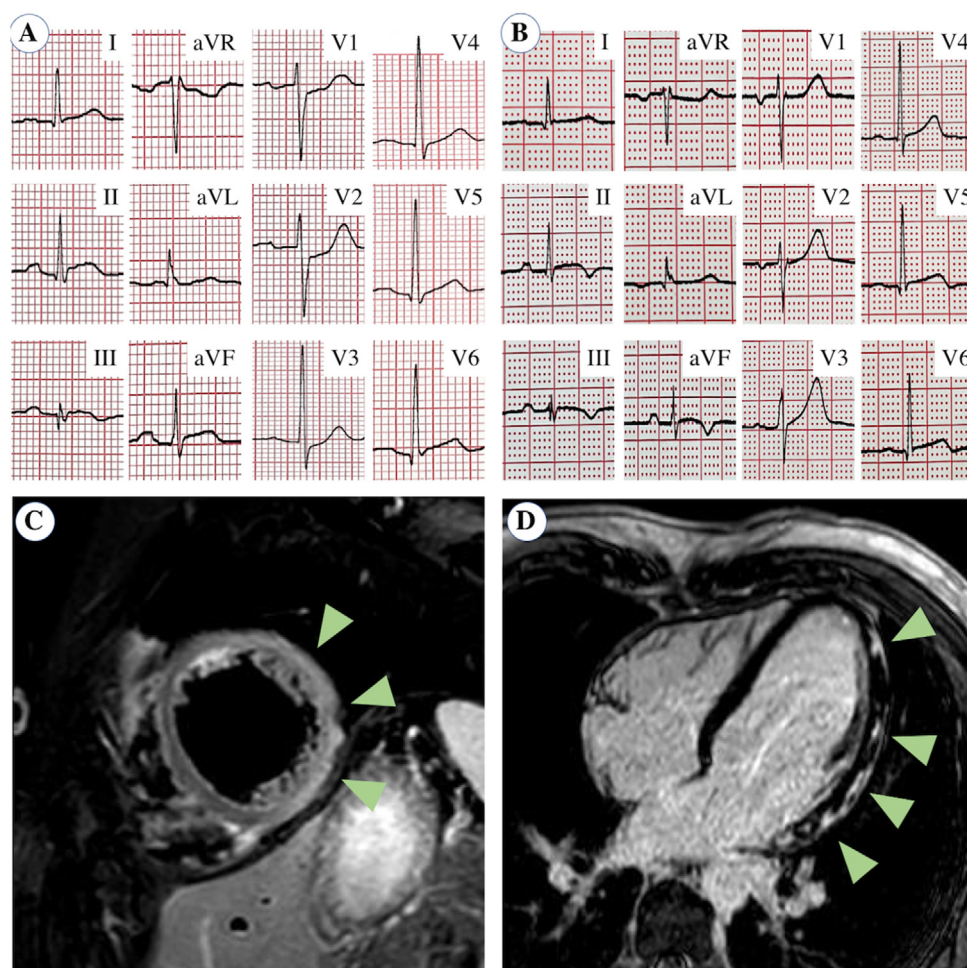 A I aVR V1 V4 B I aVR V1 V4
II aVL V2 V5 II aVL V2 V5
III aVF V3 V6 III aVF V3 V6
C D